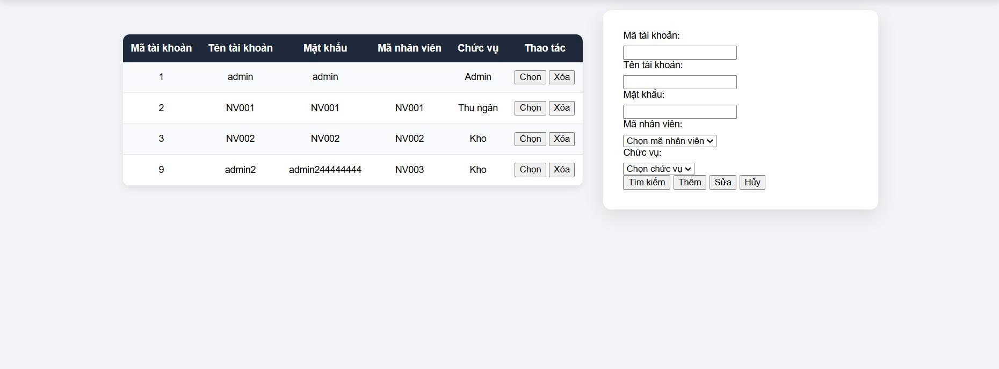 Mã tài khoản Tên tài khoản Mật khẩu Mã nhân viên Chức vụ Thao tác
1 admin admin Admin Chọn Xóa
2 NV001 NV001 NV001 Thu ngân Chọn Xóa
3 NV002 NV002 NV002 Kho Chọn Xóa
9 admin2 admin244444444 NV003 Kho Chọn Xóa
Mã tài khoản:
Tên tài khoản:
Mật khẩu:
Mã nhân viên:
Chọn mã nhân viên
Chức vụ:
Chọn chức vụ
Tìm kiếm Thêm Sửa Hủy